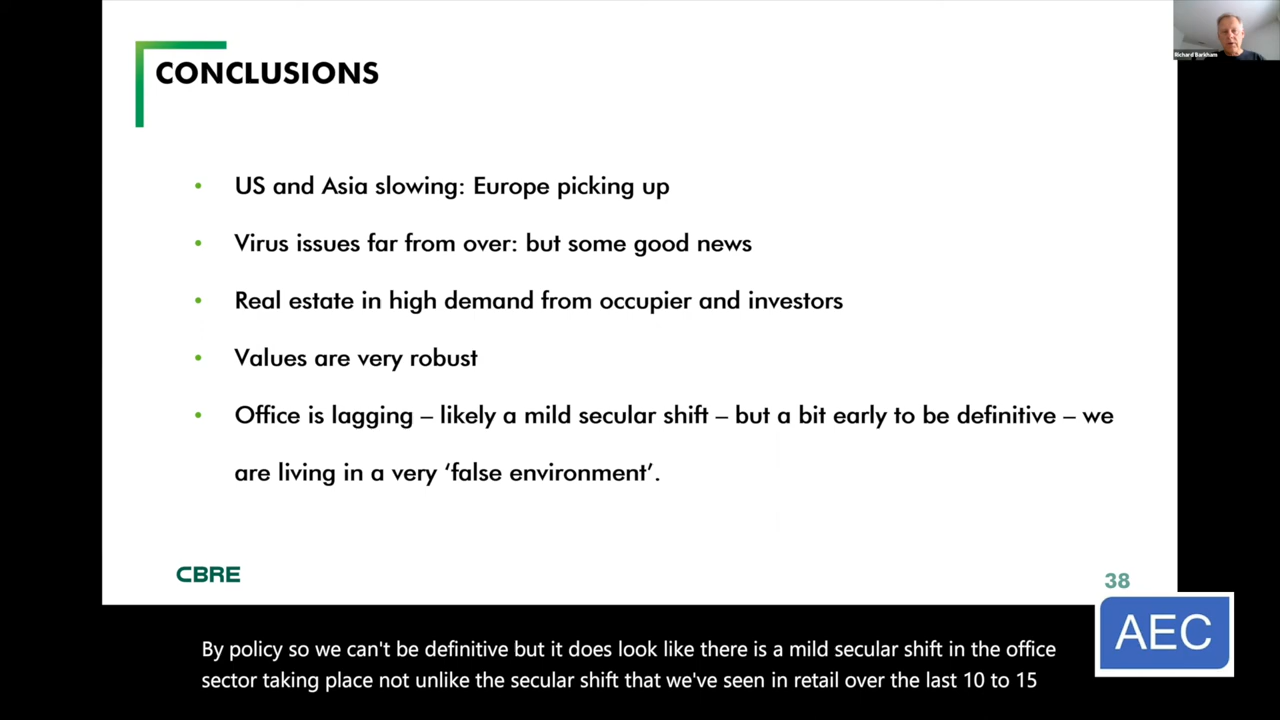 Richard Barkham
CONCLUSIONS
• US and Asia slowing: Europe picking up
• Virus issues far from over: but some good news
• Real estate in high demand from occupier and investors
• Values are very robust
• Office is lagging – likely a mild secular shift – but a bit early to be definitive – we
are living in a very ‘false environment’.
CBRE
38
AEC
By policy so we can't be definitive but it does look like there is a mild secular shift in the office
sector taking place not unlike the secular shift that we've seen in retail over the last 10 to 15